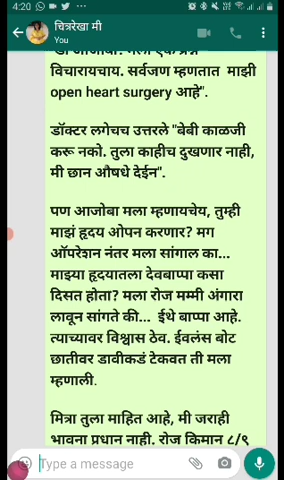 4:20
चित्ररेखा मी
You
विचारायचाय. सर्वजण म्हणतात माझी
open heart surgery आहे".
डॉक्टर लगेचच उत्तरले "बेबी काळजी
करू नको. तुला काहीच दुखणार नाही,
मी छान औषधे देईन".
पण आजोबा मला म्हणायचेय, तुम्ही
माझं हृदय ओपन करणार? मग
ऑपरेशन नंतर मला सांगाल का...
माझ्या हृदयातला देवबाप्पा कसा
दिसत होता? मला रोज मम्मी अंगारा
लावून सांगते की... ईथे बाप्पा आहे.
त्याच्यावर विश्वास ठेव. ईवलंस बोट
छातीवर डावीकडं टेकवत ती मला
म्हणाली.
मित्रा तुला माहित आहे, मी जराही
भावना प्रधान नाही. रोज किमान ८/९
Type a message